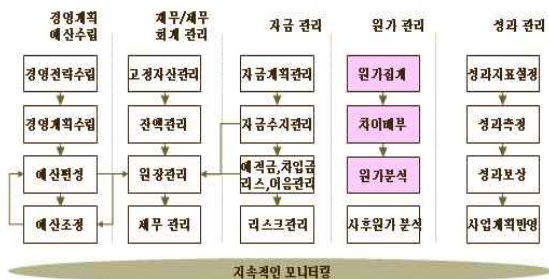 경영계획
예산수립
재무/재무
회계 관리
자금 관리
원가 관리
성과 관리
경영전략수립
고정자산관리
자금계획관리
원가집계
성과지표설정
경영계획수립
잔액관리
자금수지관리
차이배부
성과측정
예산편성
원장관리
예적금,차입금
리스,어음관리
원가분석
성과보상
예산조정
재무 관리
리스크관리
사후원가 분석
사업계획반영
지속적인 모니터링